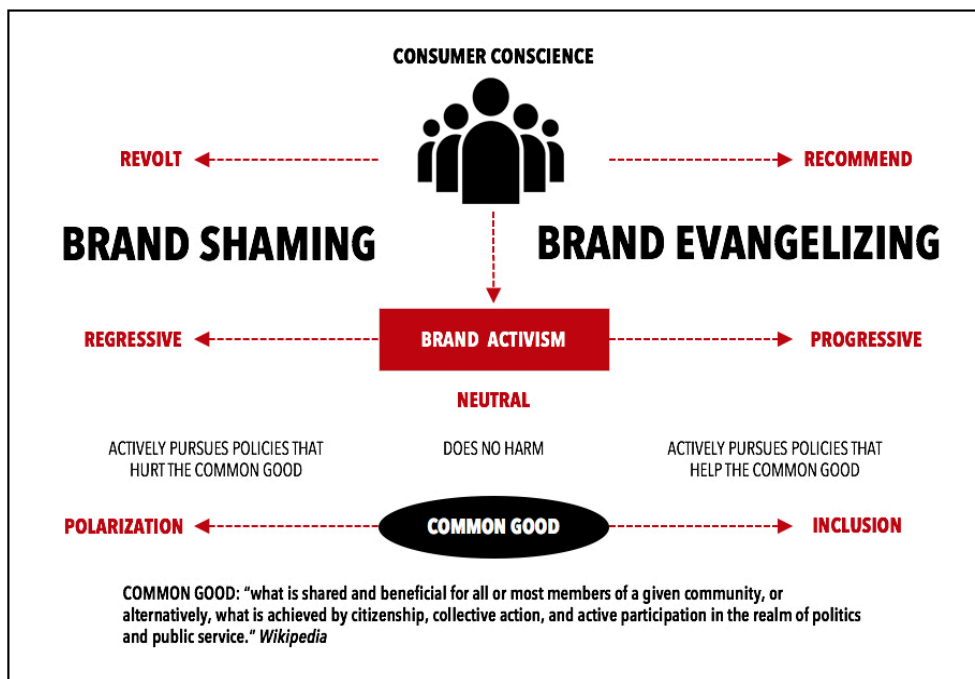 CONSUMER CONSCIENCE
REVOLT
RECOMMEND
BRAND SHAMING
BRAND EVANGELIZING
REGRESSIVE
BRAND ACTIVISM
PROGRESSIVE
NEUTRAL
ACTIVELY PURSUES POLICIES THAT
HURT THE COMMON GOOD
DOES NO HARM
ACTIVELY PURSUES POLICIES THAT
HELP THE COMMON GOOD
POLARIZATION
COMMON GOOD
INCLUSION
COMMON GOOD: “what is shared and beneficial for all or most members of a given community, or
alternatively, what is achieved by citizenship, collective action, and active participation in the realm of politics
and public service.” Wikipedia